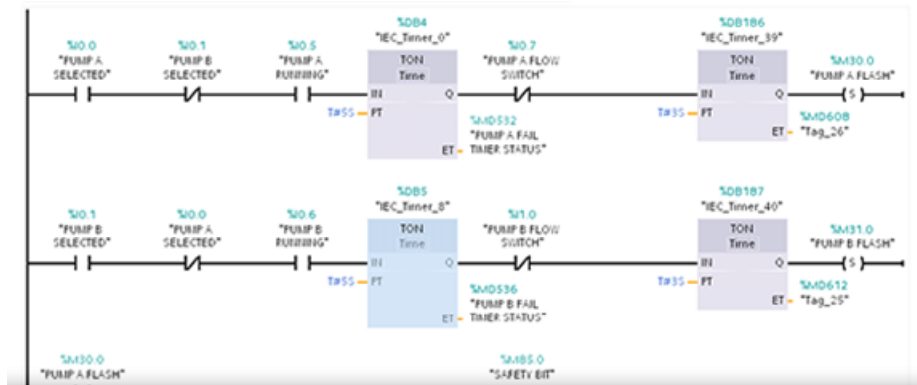 %DB4
"IEC_Timer_0"
%DB186
"IEC_Timer_39"
%I0.0
"PUMP A
SELECTED"
%I0.1
"PUMP B
SELECTED"
%I0.5
"PUMP A
RUNNING"
TON
Time
%I0.7
"PUMP A FLOW
SWITCH"
TON
Time
%M30.0
"PUMP A FLASH"
IN
Q
IN
Q
S
T#5S
PT
%MD532
"PUMP A FAIL
TIMER STATUS"
ET
T#3S
PT
%MD608
ET
"Tag_26"
%DB5
"IEC_Timer_8"
%DB187
"IEC_Timer_40"
%I0.1
"PUMP B
SELECTED"
%I0.0
"PUMP A
SELECTED"
%I0.6
"PUMP B
RUNNING"
TON
Time
%I1.0
"PUMP B FLOW
SWITCH"
TON
Time
%M31.0
"PUMP B FLASH"
IN
Q
IN
Q
S
T#5S
PT
%MD536
"PUMP B FAIL
TIMER STATUS"
ET
T#3S
PT
%MD612
ET
"Tag_25"
%M30.0
"PUMP A FLASH"
%M85.0
"SAFETY BIT"